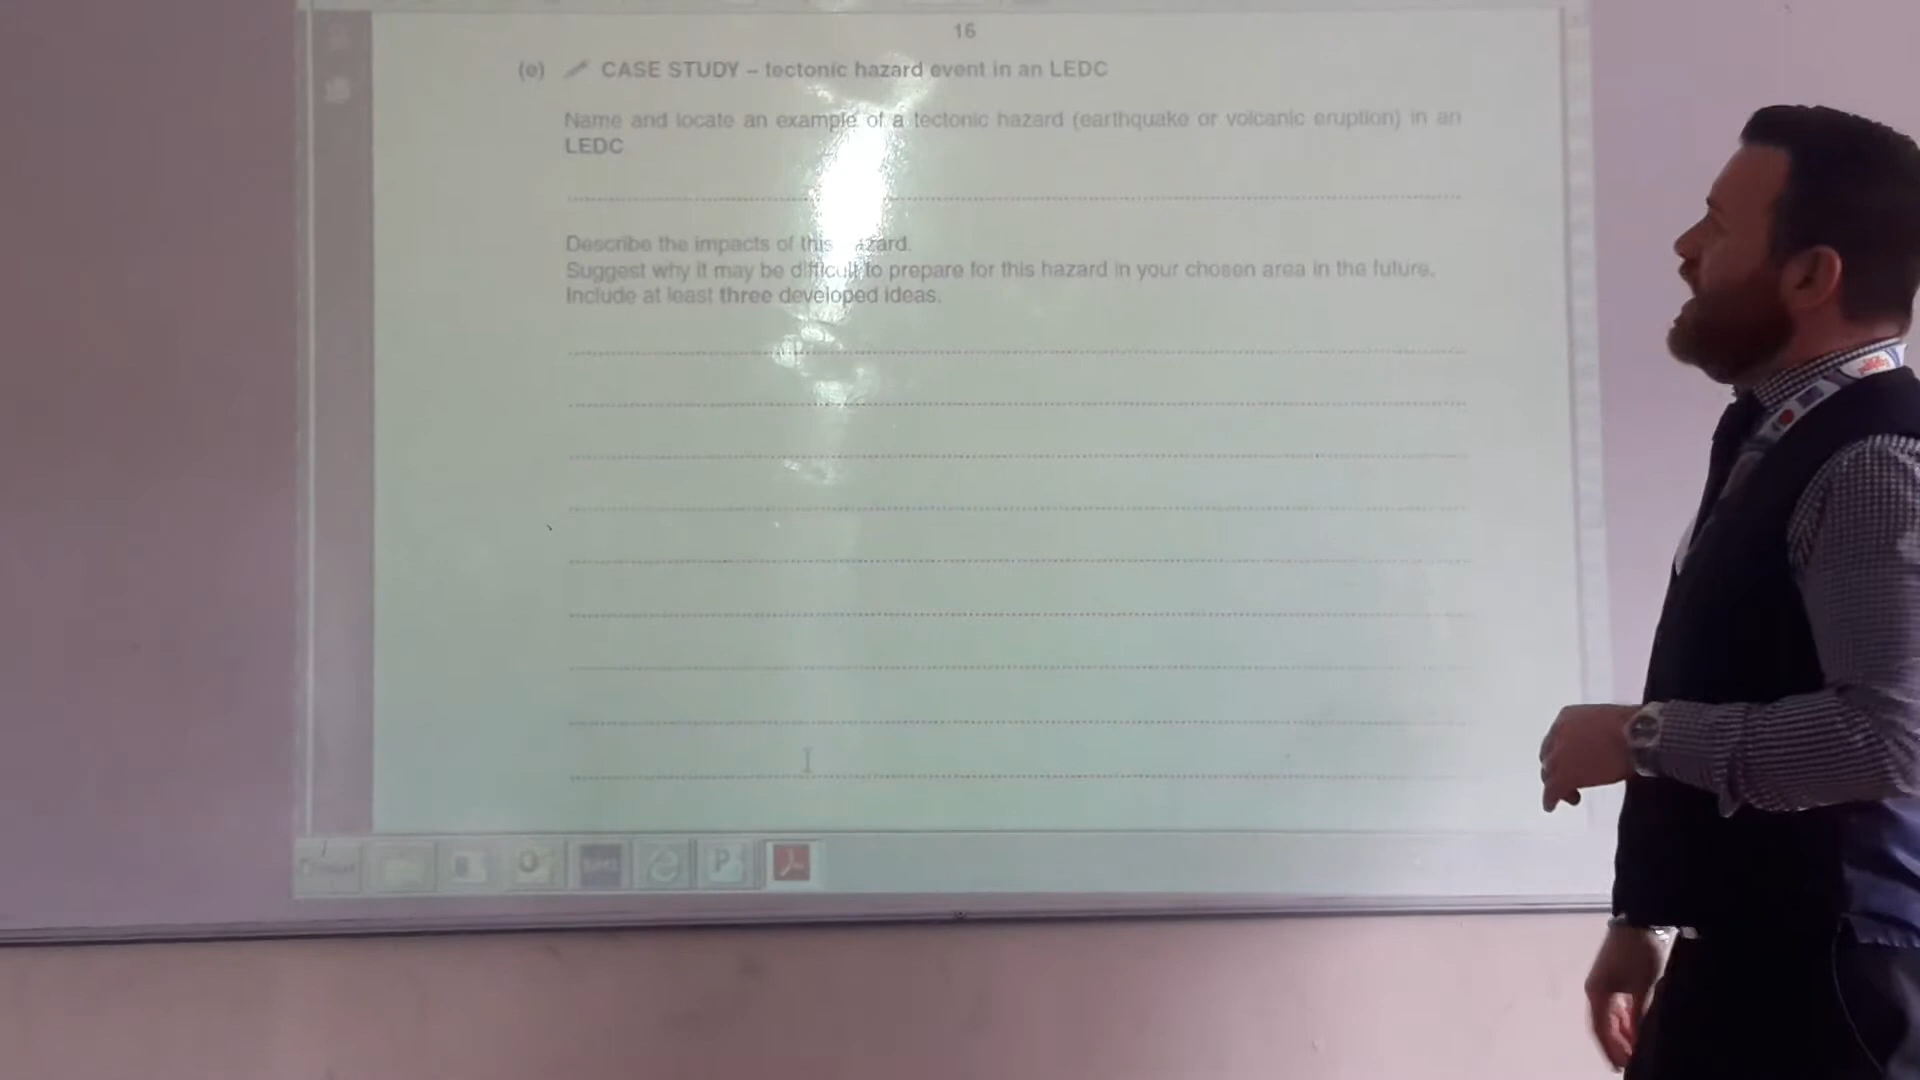 16
(e) CASE STUDY – tectonic hazard event in an LEDC
Name and locate an example of a tectonic hazard (earthquake or volcanic eruption) in an
LEDC
Describe the impacts of this hazard.
Suggest why it may be difficult to prepare for this hazard in your chosen area in the future.
Include at least three developed ideas.